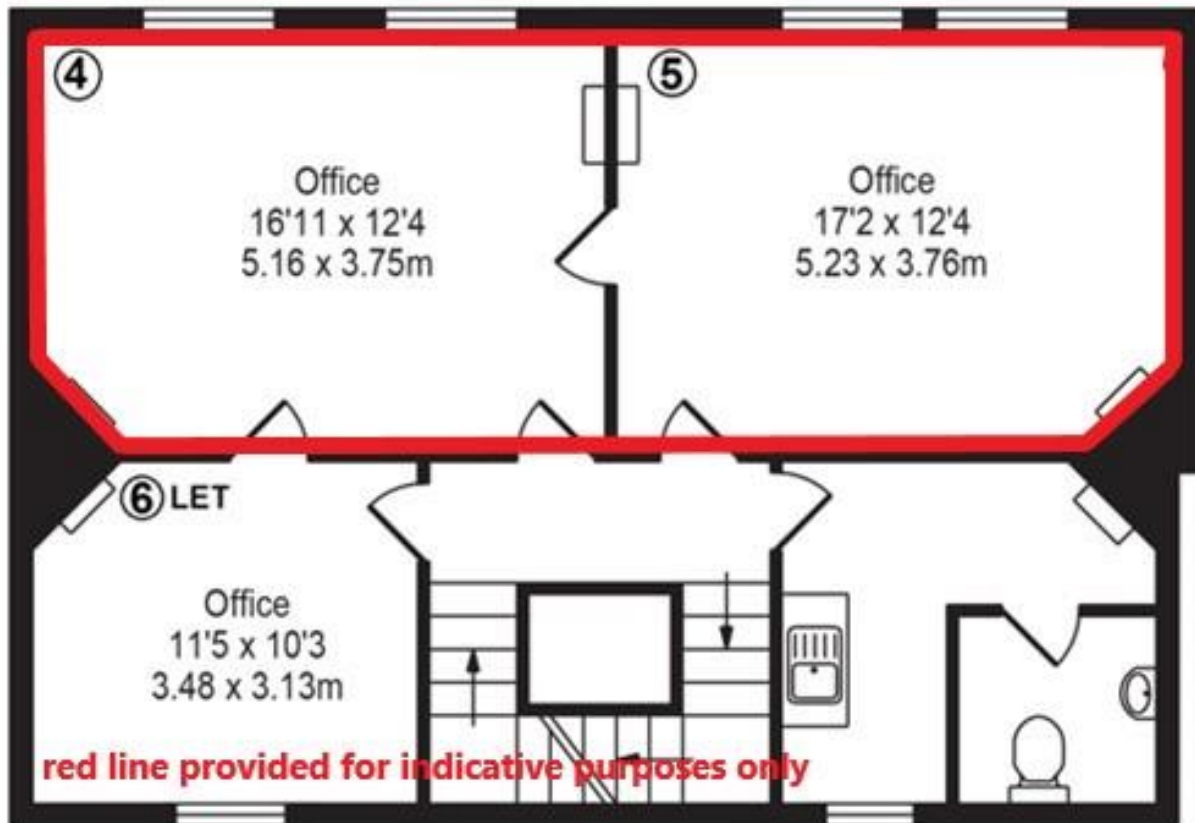 ④
Office
16'11 x 12'4
5.16 x 3.75m
⑤
Office
17'2 x 12'4
5.23 x 3.76m
⑥ LET
Office
11'5 x 10'3
3.48 x 3.13m
red line provided for indicative purposes only